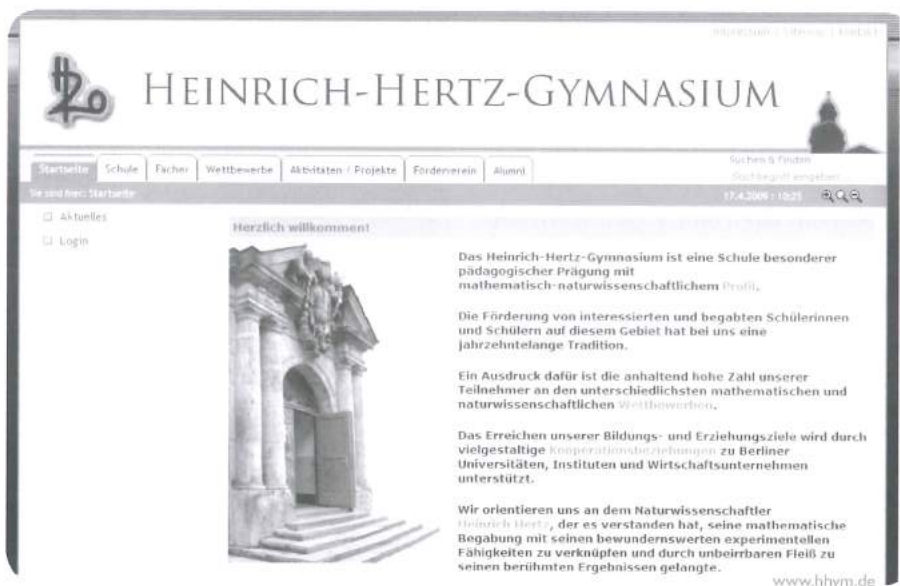 Impressum | Sitemap | Kontakt
HEINRICH-HERTZ-GYMNASIUM
Startseite Schule Fächer Wettbewerbe Aktivitäten / Projekte Förderverein Alumni
Suchen & Finden
Suchbegriff eingeben
Sie sind hier: Startseite
17.4.2009 : 10:25
Aktuelles
Login
Herzlich willkommen!
Das Heinrich-Hertz-Gymnasium ist eine Schule besonderer
pädagogischer Prägung mit
mathematisch-naturwissenschaftlichem Profil.
Die Förderung von interessierten und begabten Schülerinnen
und Schülern auf diesem Gebiet hat bei uns eine
jahrzehntelange Tradition.
Ein Ausdruck dafür ist die anhaltend hohe Zahl unserer
Teilnehmer an den unterschiedlichsten mathematischen und
naturwissenschaftlichen Wettbewerben.
Das Erreichen unserer Bildungs- und Erziehungsziele wird durch
vielgestaltige Kooperationsbeziehungen zu Berliner
Universitäten, Instituten und Wirtschaftsunternehmen
unterstützt.
Wir orientieren uns an dem Naturwissenschaftler
Heinrich Hertz, der es verstanden hat, seine mathematische
Begabung mit seinen bewundernswerten experimentellen
Fähigkeiten zu verknüpfen und durch unbeirrbaren Fleiß zu
seinen berühmten Ergebnissen gelangte.
www.hhym.de